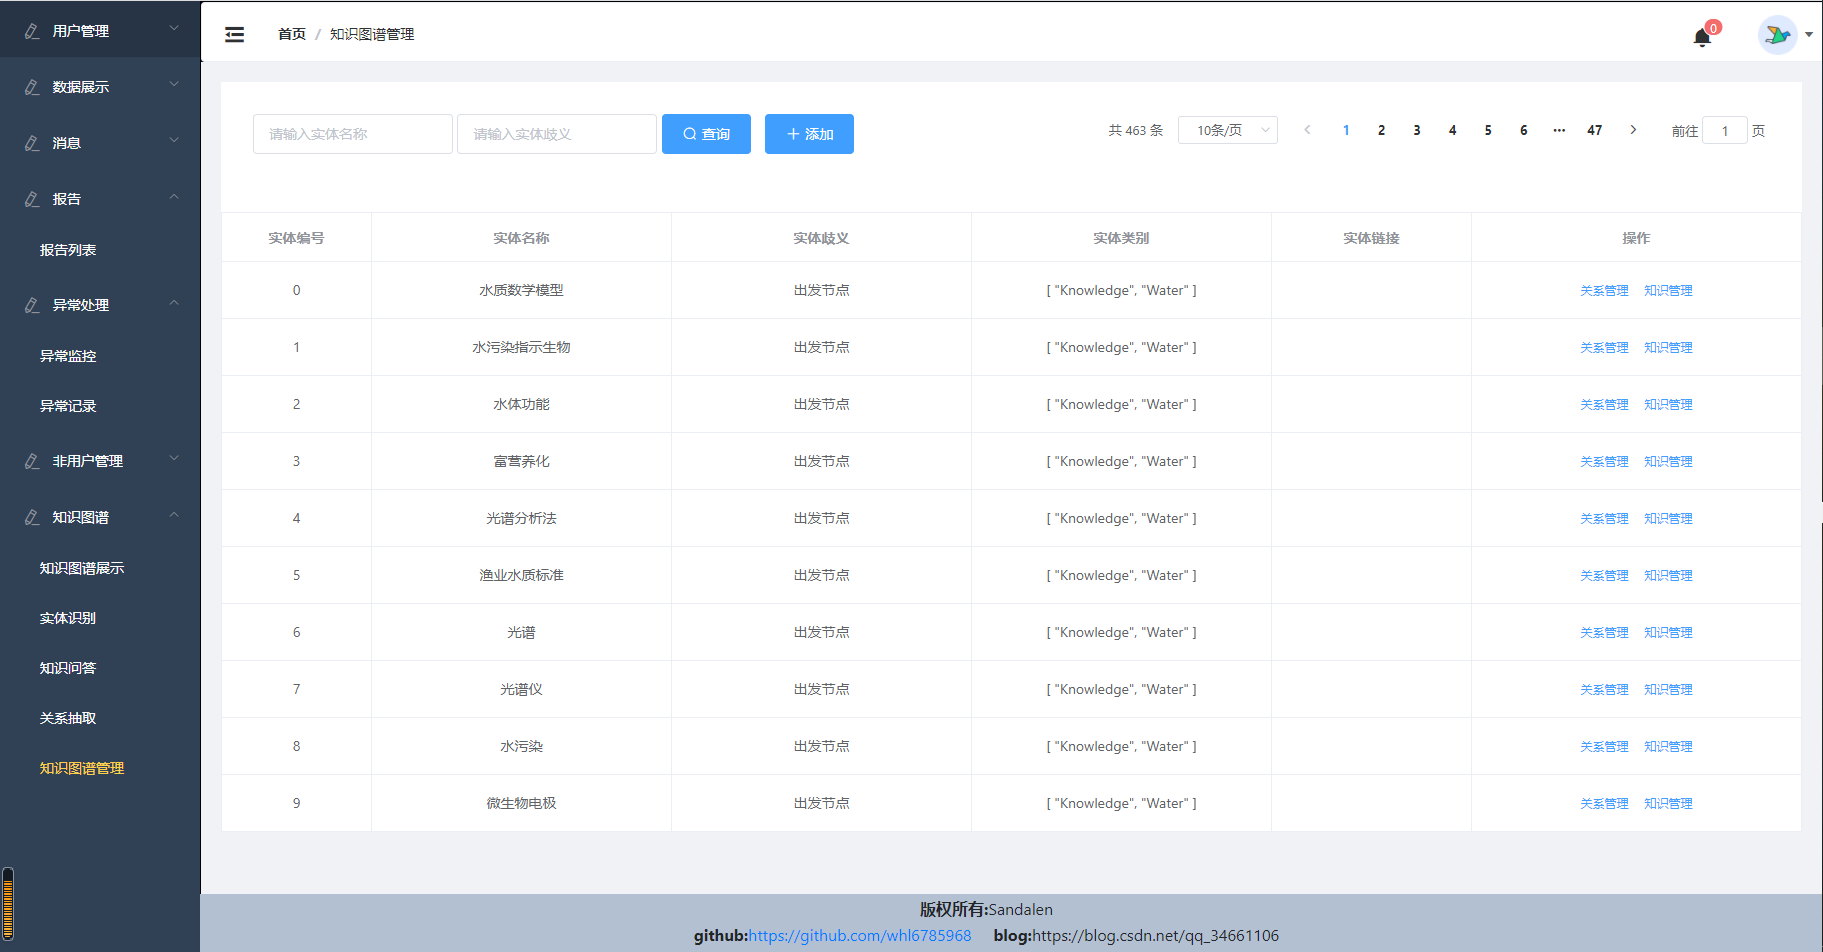 用户管理
数据展示
消息
报告
报告列表
异常处理
异常监控
异常记录
非用户管理
知识图谱
知识图谱展示
实体识别
知识问答
关系抽取
知识图谱管理
首页 / 知识图谱管理
0
请输入实体名称 请输入实体歧义 查询 添加 共 463 条 10条/页 1 2 3 4 5 6 ••• 47 前往 1 页
实体编号 实体名称 实体歧义 实体类别 实体链接 操作
0 水质数学模型 出发节点 [ "Knowledge", "Water" ] 关系管理 知识管理
1 水污染指示生物 出发节点 [ "Knowledge", "Water" ] 关系管理 知识管理
2 水体功能 出发节点 [ "Knowledge", "Water" ] 关系管理 知识管理
3 富营养化 出发节点 [ "Knowledge", "Water" ] 关系管理 知识管理
4 光谱分析法 出发节点 [ "Knowledge", "Water" ] 关系管理 知识管理
5 渔业水质标准 出发节点 [ "Knowledge", "Water" ] 关系管理 知识管理
6 光谱 出发节点 [ "Knowledge", "Water" ] 关系管理 知识管理
7 光谱仪 出发节点 [ "Knowledge", "Water" ] 关系管理 知识管理
8 水污染 出发节点 [ "Knowledge", "Water" ] 关系管理 知识管理
9 微生物电极 出发节点 [ "Knowledge", "Water" ] 关系管理 知识管理
版权所有:Sandalen
github:https://github.com/whl6785968 blog:https://blog.csdn.net/qq_34661106